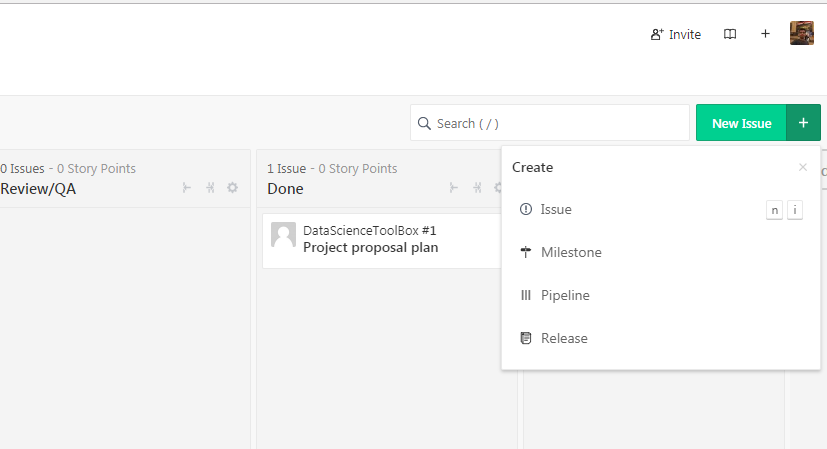 Invite
Search ( / )
New Issue +
0 Issues - 0 Story Points
Review/QA
1 Issue - 0 Story Points
Done
DataScienceToolBox #1
Project proposal plan
Create
Issue n i
Milestone
Pipeline
Release